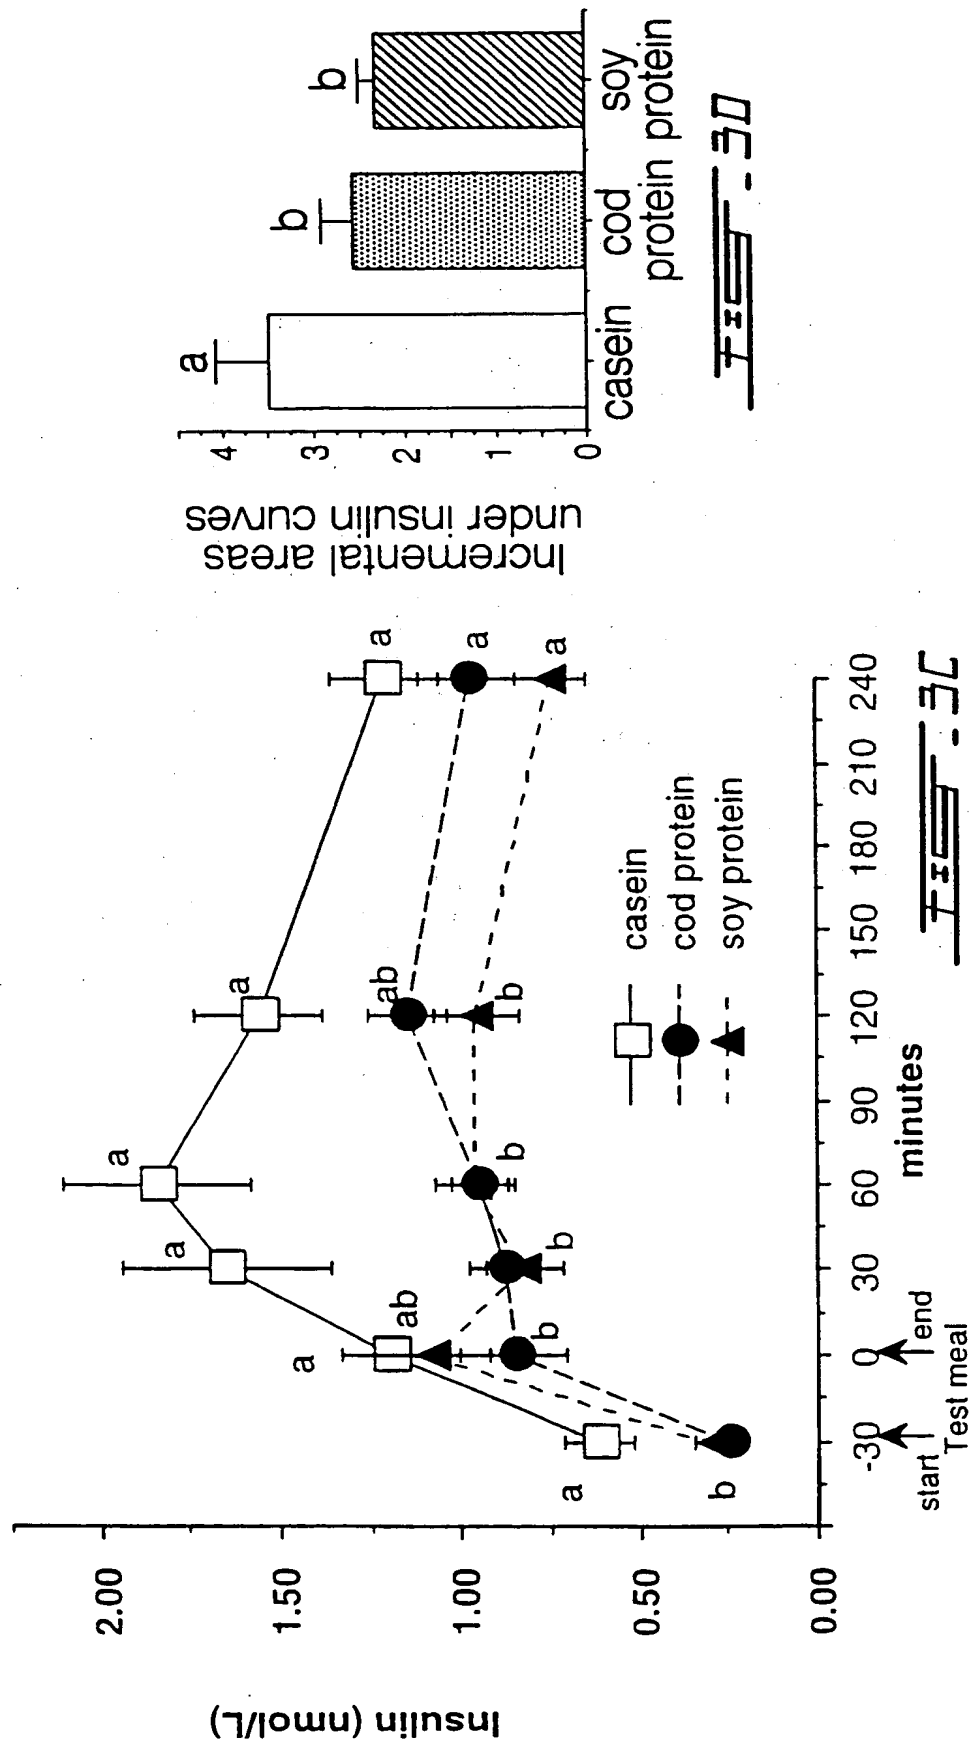 Insulin (nmol/L)
2.00
1.50
1.00
0.50
0.00
a
a
a
a
a
a
ab
ab
a
b
b
b
b
b
a
casein
cod protein
soy protein
-30
0
30
60
90
120
150
180
210
240
minutes
start
end
Test meal
FIG-3C
Incremental areas
under insulin curves
4
3
2
1
0
a
b
b
casein
cod
protein
soy
protein
FIG-3D